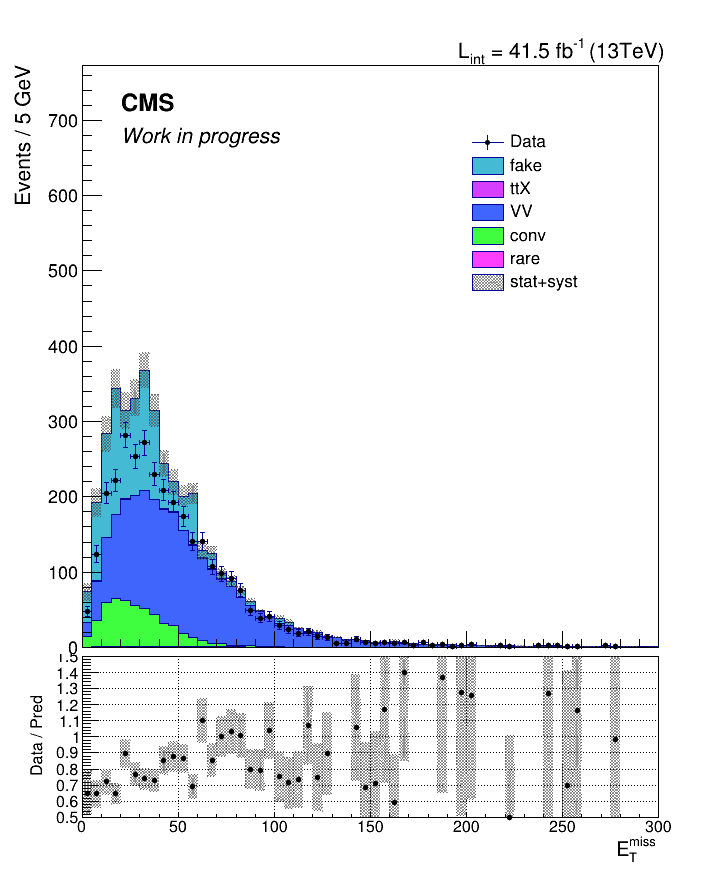 L_int = 41.5 fb^-1 (13TeV)
Events / 5 GeV
CMS
Work in progress
Data
fake
ttX
VV
conv
rare
stat+syst
700
600
500
400
300
200
100
0
Data / Pred
1.5
1.4
1.3
1.2
1.1
1
0.9
0.8
0.7
0.6
0.5
0 50 100 150 200 250 300
E_T^miss